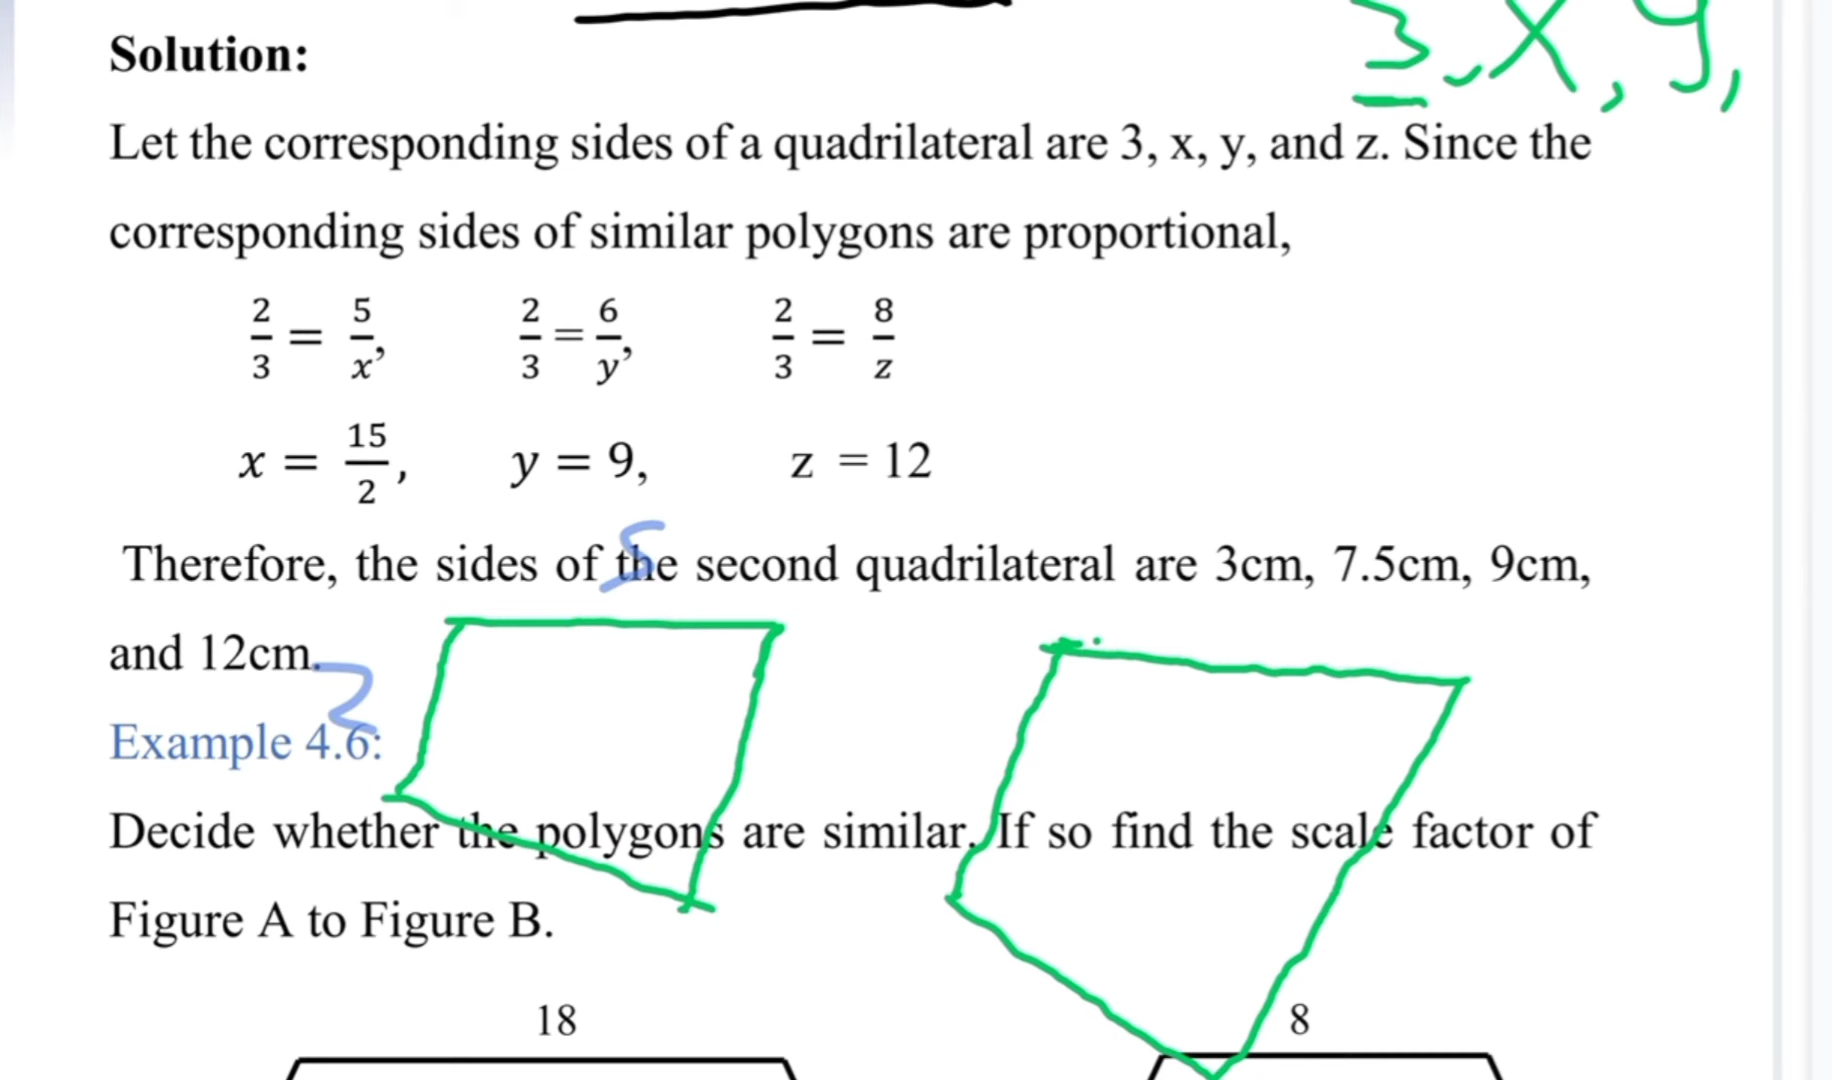 3, x, y,
Solution:
Let the corresponding sides of a quadrilateral are 3, x, y, and z. Since the
corresponding sides of similar polygons are proportional,
2/3 = 5/x, 2/3 = 6/y, 2/3 = 8/z
x = 15/2, y = 9, z = 12
5
Therefore, the sides of the second quadrilateral are 3cm, 7.5cm, 9cm,
and 12cm.
2
Example 4.6:
Decide whether the polygons are similar. If so find the scale factor of
Figure A to Figure B.
18 8